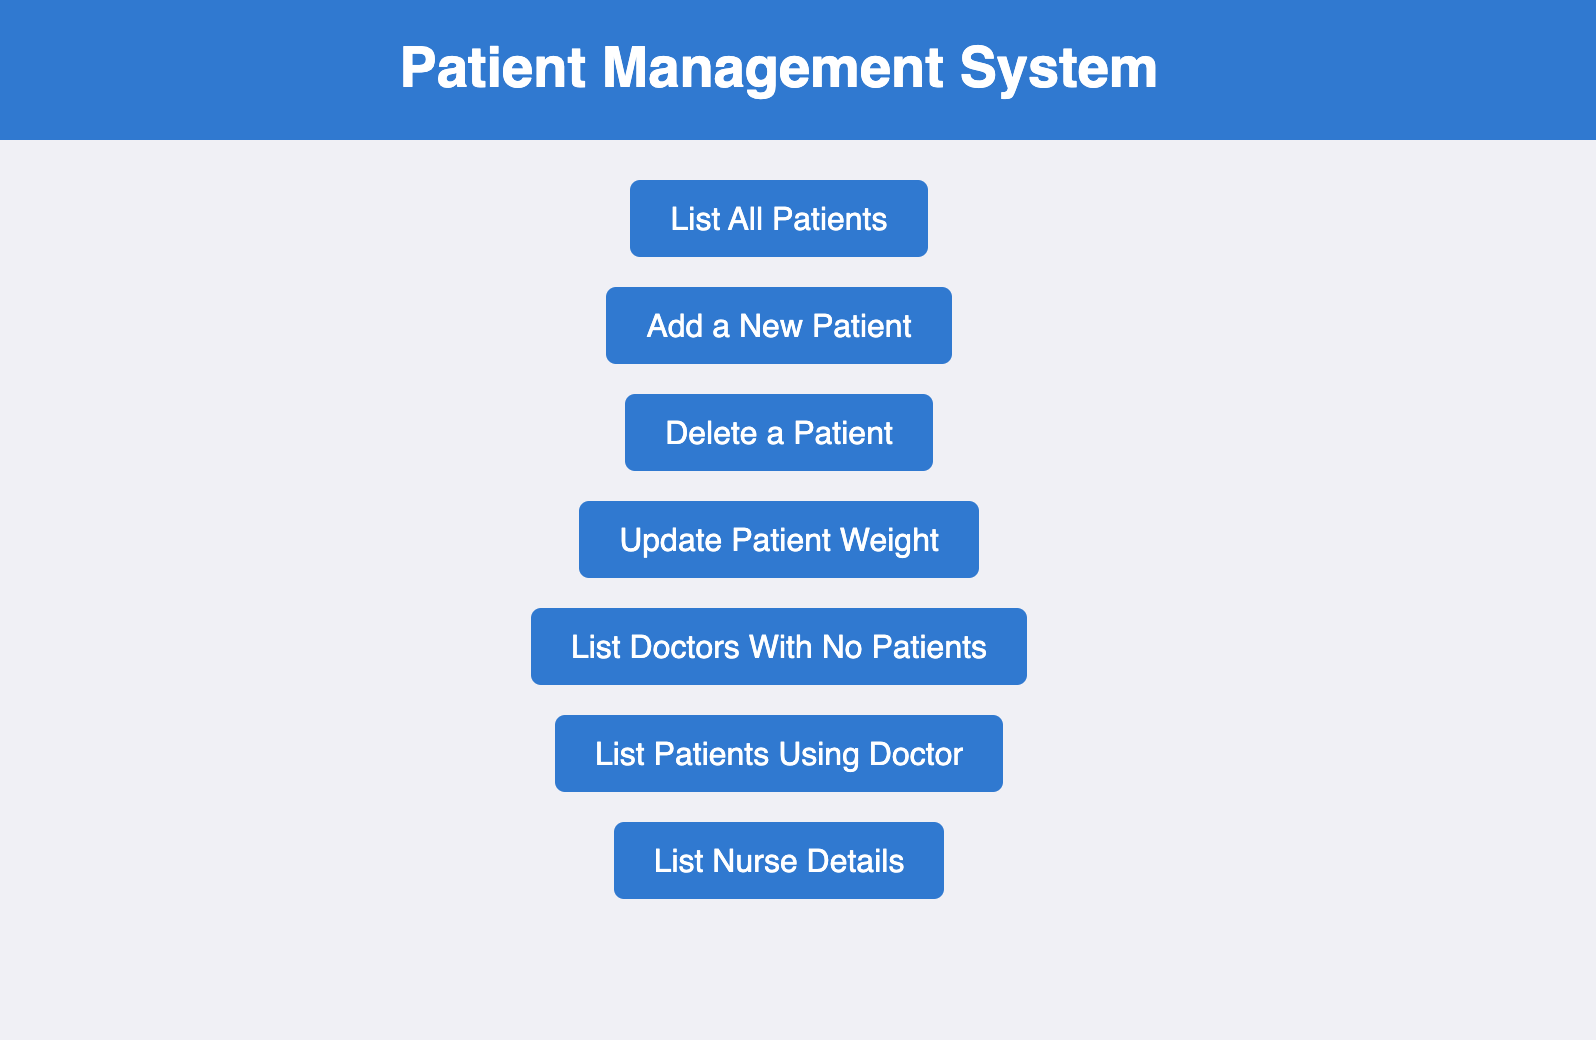 Patient Management System
List All Patients
Add a New Patient
Delete a Patient
Update Patient Weight
List Doctors With No Patients
List Patients Using Doctor
List Nurse Details